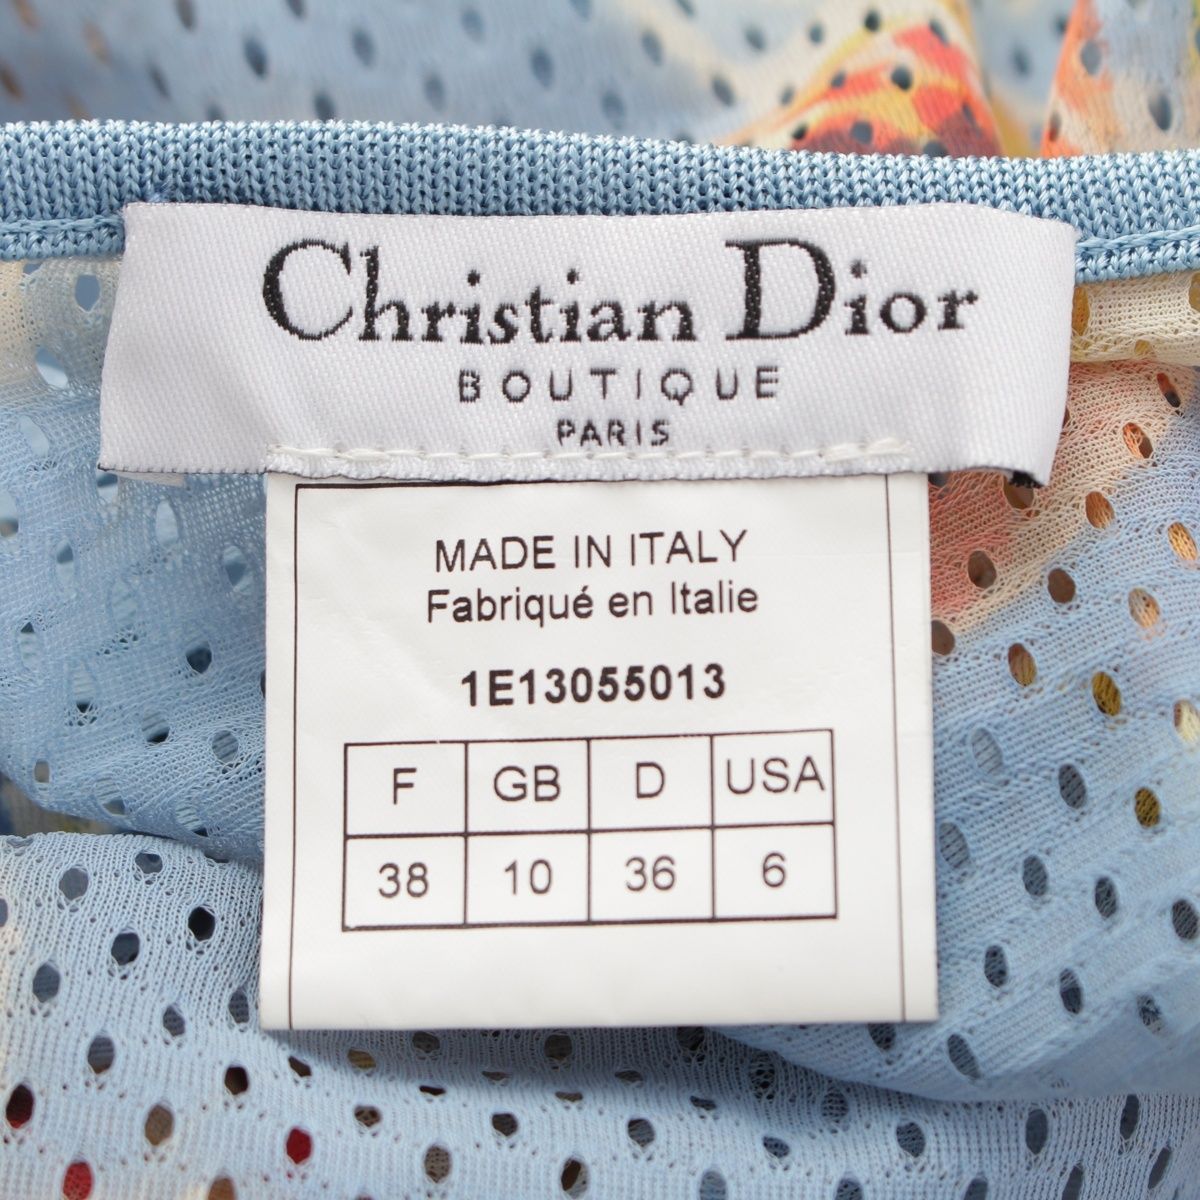 Christian Dior
BOUTIQUE
PARIS
MADE IN ITALY
Fabriqué en Italie
1E13055013
F GB D USA
38 10 36 6